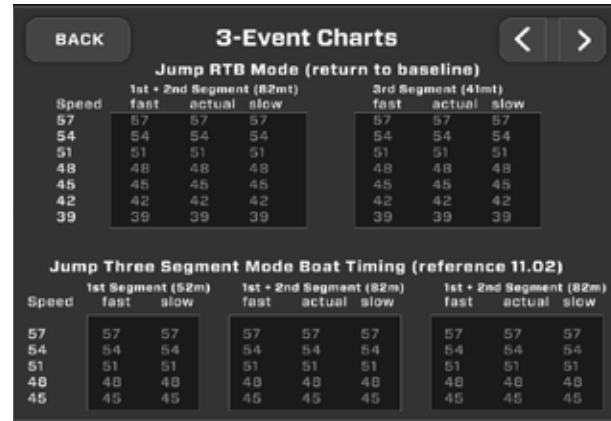 BACK 3-Event Charts < >
Jump RTB Mode (return to baseline)
1st + 2nd Segment (82mt) 3rd Segment (41mt)
Speed fast actual slow fast actual slow
57 57 57 57 57 57 57
54 54 54 54 54 54 54
51 51 51 51 51 51 51
48 48 48 48 48 48 48
45 45 45 45 45 45 45
42 42 42 42 42 42 42
39 39 39 39 39 39 39
Jump Three Segment Mode Boat Timing (reference 11.02)
1st Segment (52m) 1st + 2nd Segment (82m) 1st + 2nd Segment (82m)
Speed fast slow fast actual slow fast actual slow
57 57 57 57 57 57 57 57 57
54 54 54 54 54 54 54 54 54
51 51 51 51 51 51 51 51 51
48 48 48 48 48 48 48 48 48
45 45 45 45 45 45 45 45 45